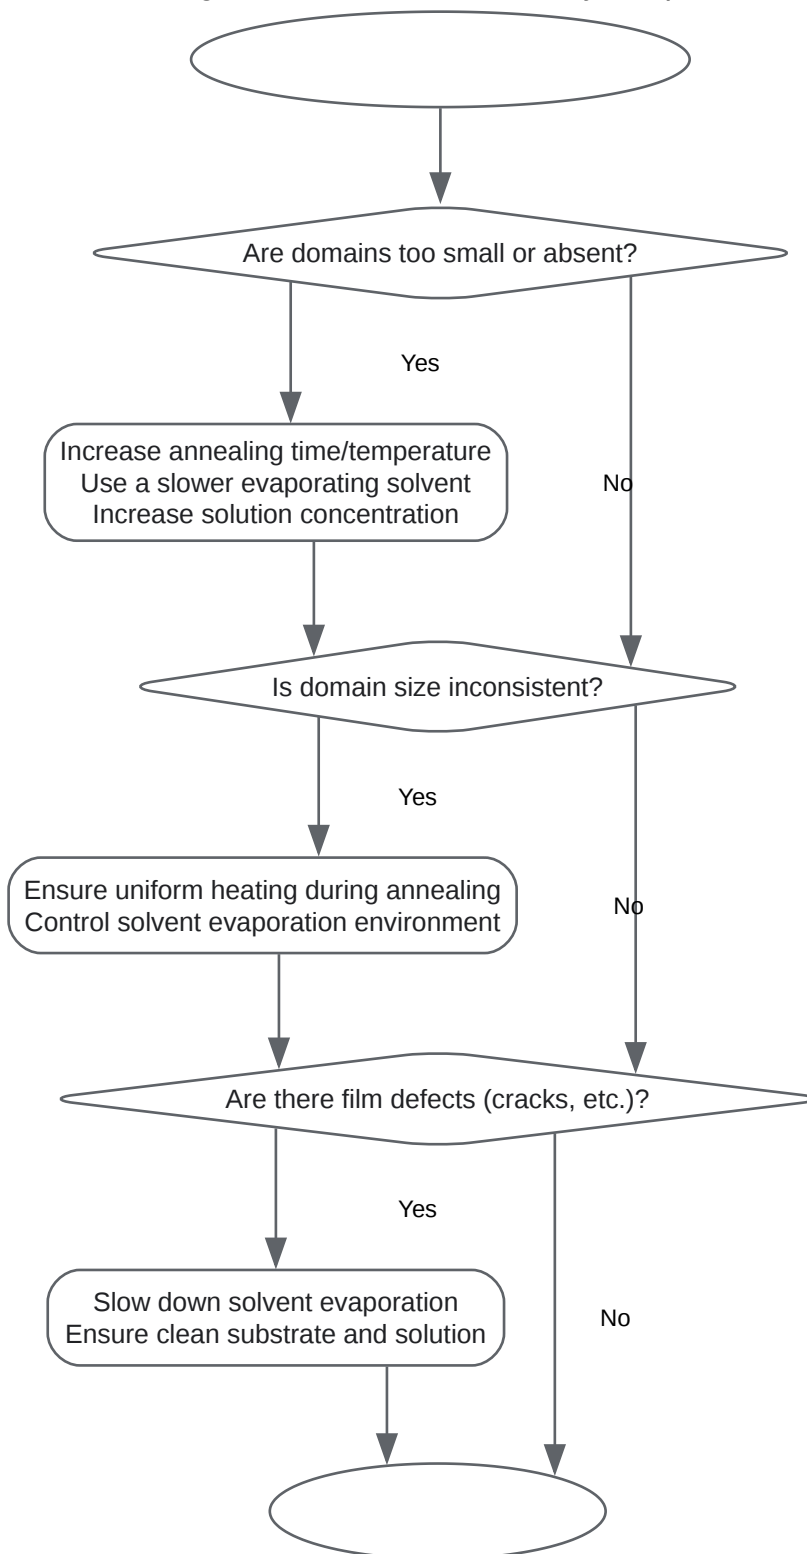 Are domains too small or absent?
Yes
Increase annealing time/temperature
Use a slower evaporating solvent
Increase solution concentration
No
Is domain size inconsistent?
Yes
Ensure uniform heating during annealing
Control solvent evaporation environment
No
Are there film defects (cracks, etc.)?
Yes
Slow down solvent evaporation
Ensure clean substrate and solution
No